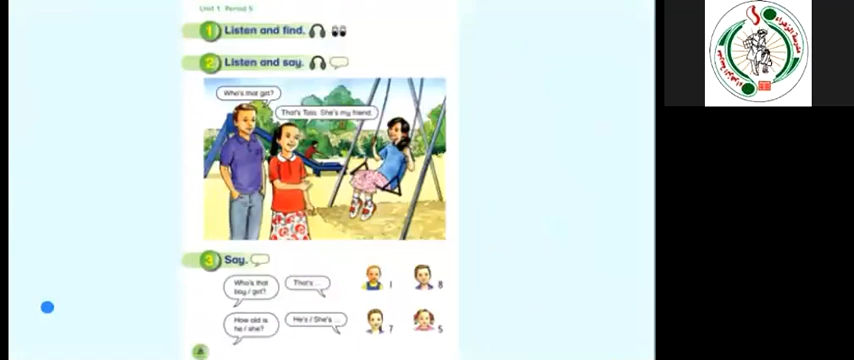 Unit 1 Period 5
1 Listen and find.
2 Listen and say.
Who's that girl?
That's Tala. She's my friend.
3 Say.
Who's that
boy / girl?
That's ...
1
8
How old is
he / she?
He's / She's ...
7
5